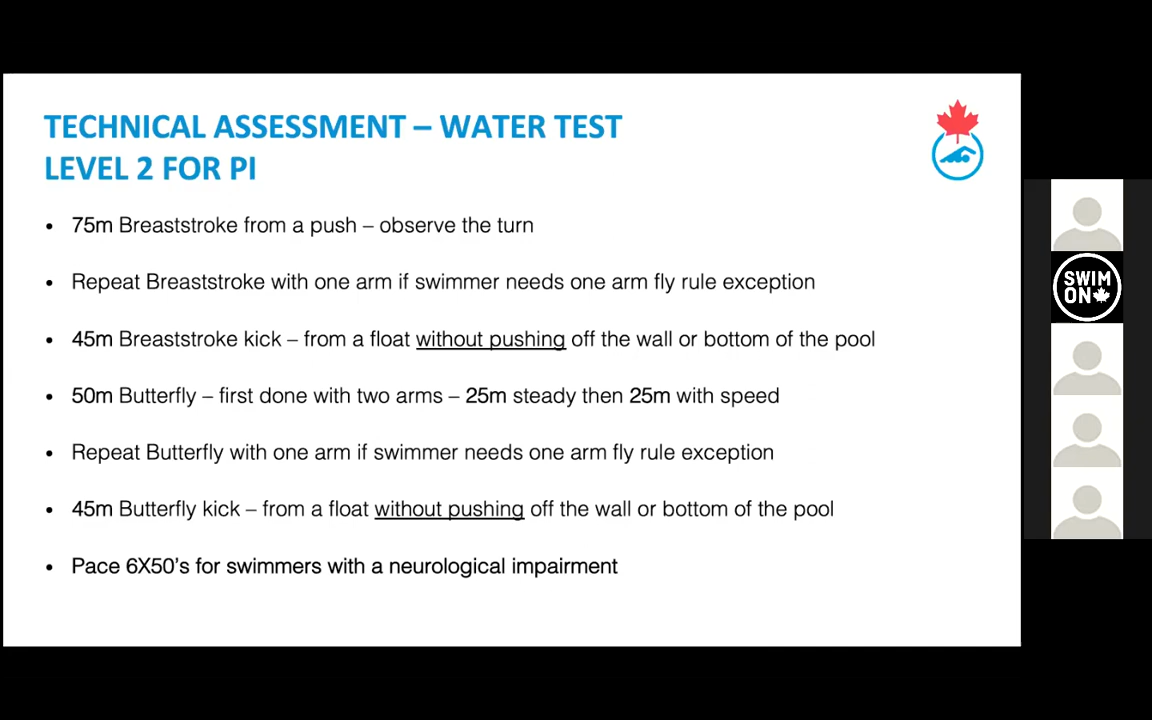 TECHNICAL ASSESSMENT – WATER TEST
LEVEL 2 FOR PI
• 75m Breaststroke from a push – observe the turn
• Repeat Breaststroke with one arm if swimmer needs one arm fly rule exception
• 45m Breaststroke kick – from a float without pushing off the wall or bottom of the pool
• 50m Butterfly – first done with two arms – 25m steady then 25m with speed
• Repeat Butterfly with one arm if swimmer needs one arm fly rule exception
• 45m Butterfly kick – from a float without pushing off the wall or bottom of the pool
• Pace 6X50's for swimmers with a neurological impairment
SWIM
ON